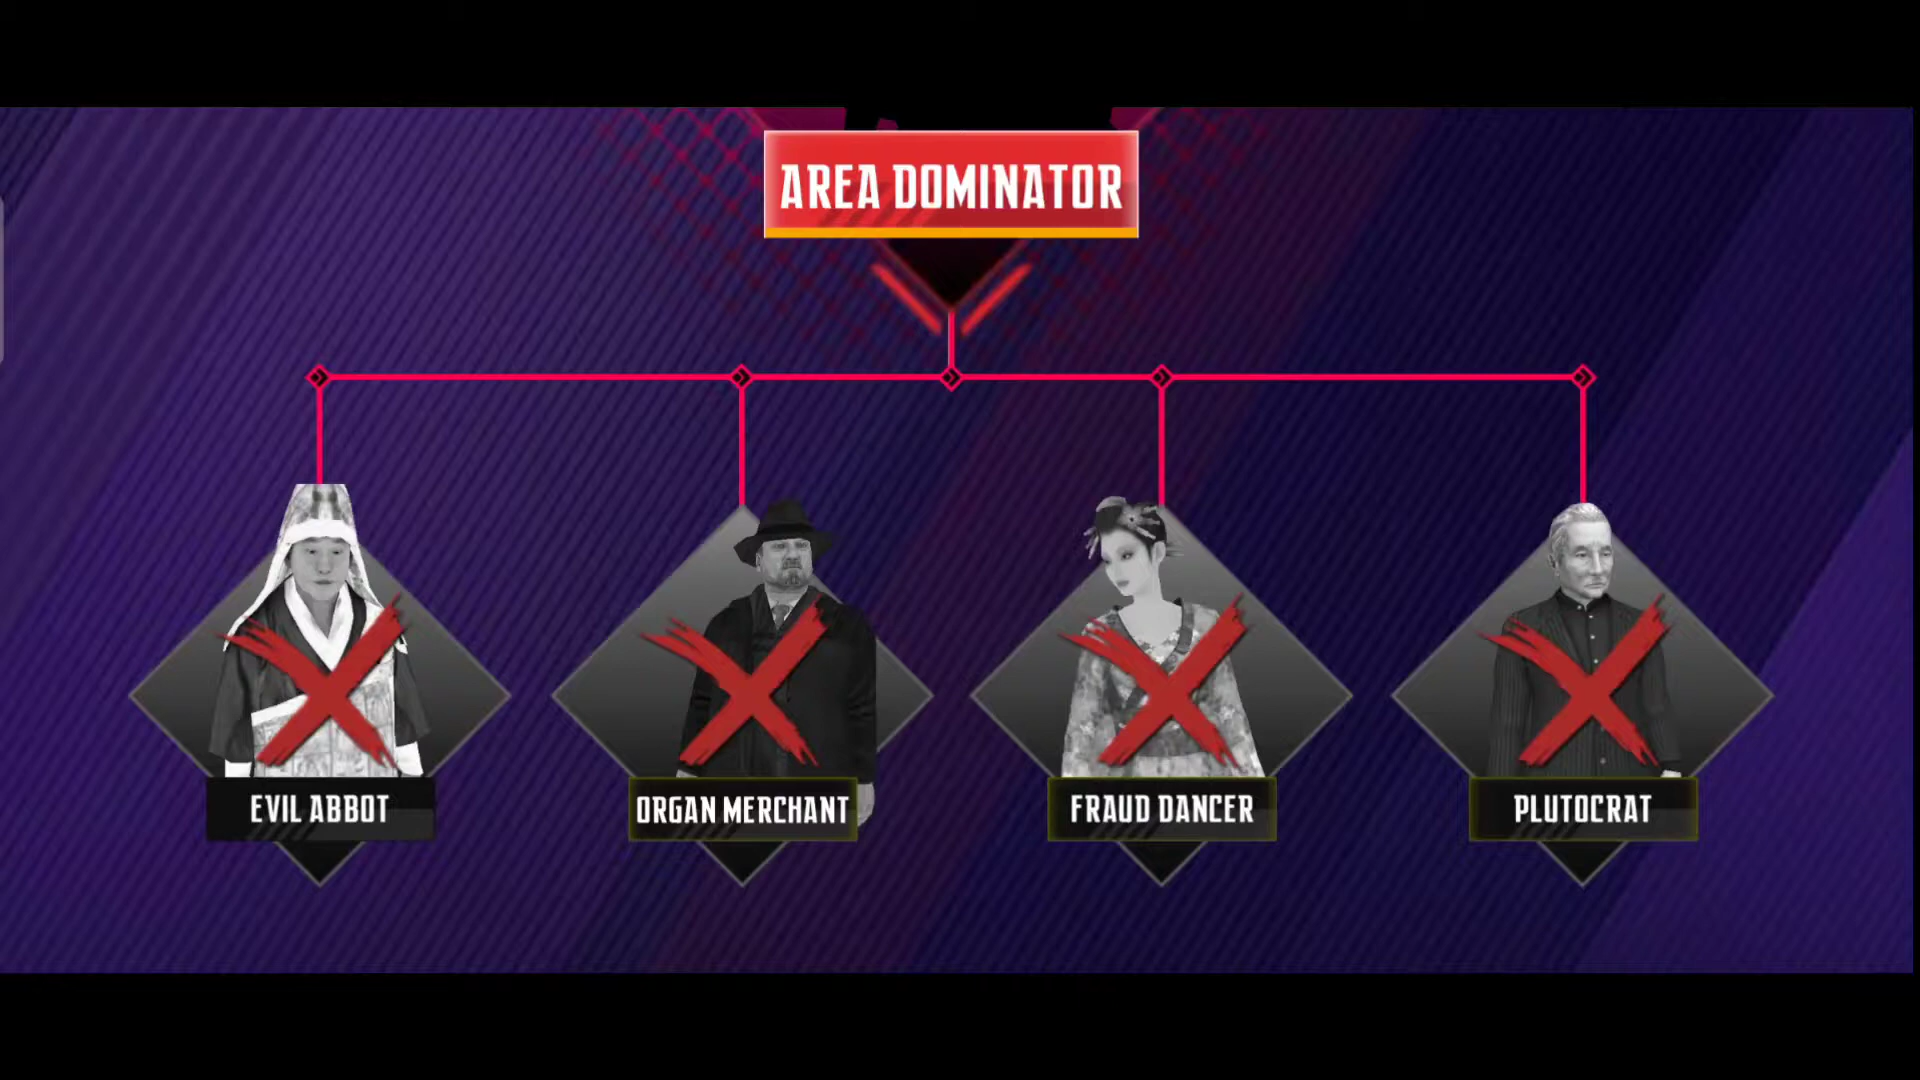 AREA DOMINATOR
EVIL ABBOT
ORGAN MERCHANT
FRAUD DANCER
PLUTOCRAT